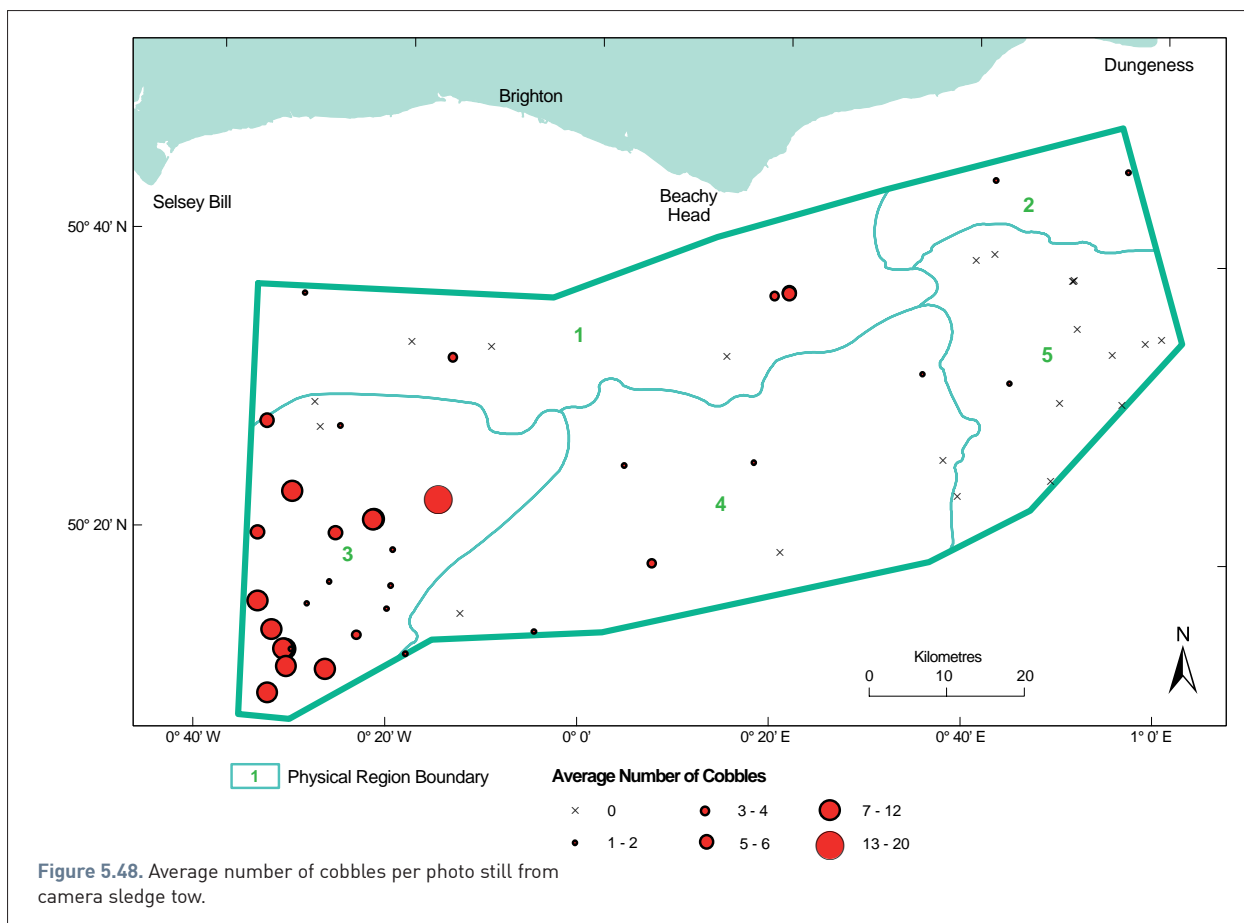 Dungeness
Brighton
Selsey Bill
Beachy
Head
50° 40' N
2
1
5
4
50° 20' N
3
N
Kilometres
0 10 20
0° 40' W 0° 20' W 0° 0' 0° 20' E 0° 40' E 1° 0' E
1 Physical Region Boundary
Average Number of Cobbles
0 3 - 4 7 - 12
1 - 2 5 - 6 13 - 20
Figure 5.48. Average number of cobbles per photo still from
camera sledge tow.